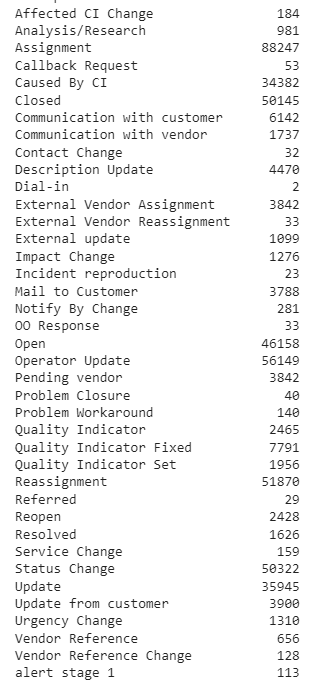 Affected CI Change 184
Analysis/Research 981
Assignment 88247
Callback Request 53
Caused By CI 34382
Closed 50145
Communication with customer 6142
Communication with vendor 1737
Contact Change 32
Description Update 4470
Dial-in 2
External Vendor Assignment 3842
External Vendor Reassignment 33
External update 1099
Impact Change 1276
Incident reproduction 23
Mail to Customer 3788
Notify By Change 281
OO Response 33
Open 46158
Operator Update 56149
Pending vendor 3842
Problem Closure 40
Problem Workaround 140
Quality Indicator 2465
Quality Indicator Fixed 7791
Quality Indicator Set 1956
Reassignment 51870
Referred 29
Reopen 2428
Resolved 1626
Service Change 159
Status Change 50322
Update 35945
Update from customer 3900
Urgency Change 1310
Vendor Reference 656
Vendor Reference Change 128
alert stage 1 113